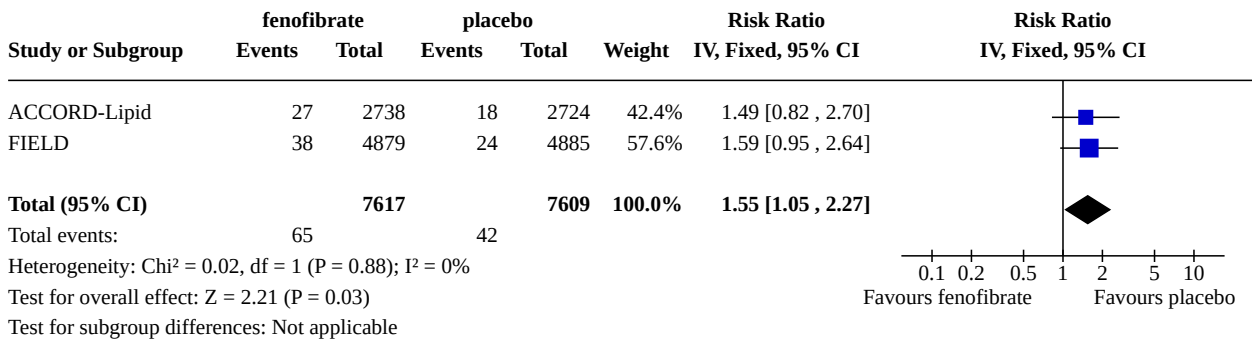 fenofibrate placebo Risk Ratio Risk Ratio
Study or Subgroup Events Total Events Total Weight IV, Fixed, 95% CI IV, Fixed, 95% CI
ACCORD-Lipid 27 2738 18 2724 42.4% 1.49 [0.82 , 2.70]
FIELD 38 4879 24 4885 57.6% 1.59 [0.95 , 2.64]
Total (95% CI) 7617 7609 100.0% 1.55 [1.05 , 2.27]
Total events: 65 42
Heterogeneity: Chi² = 0.02, df = 1 (P = 0.88); I² = 0%
0.1 0.2 0.5 1 2 5 10
Test for overall effect: Z = 2.21 (P = 0.03)
Favours fenofibrate Favours placebo
Test for subgroup differences: Not applicable